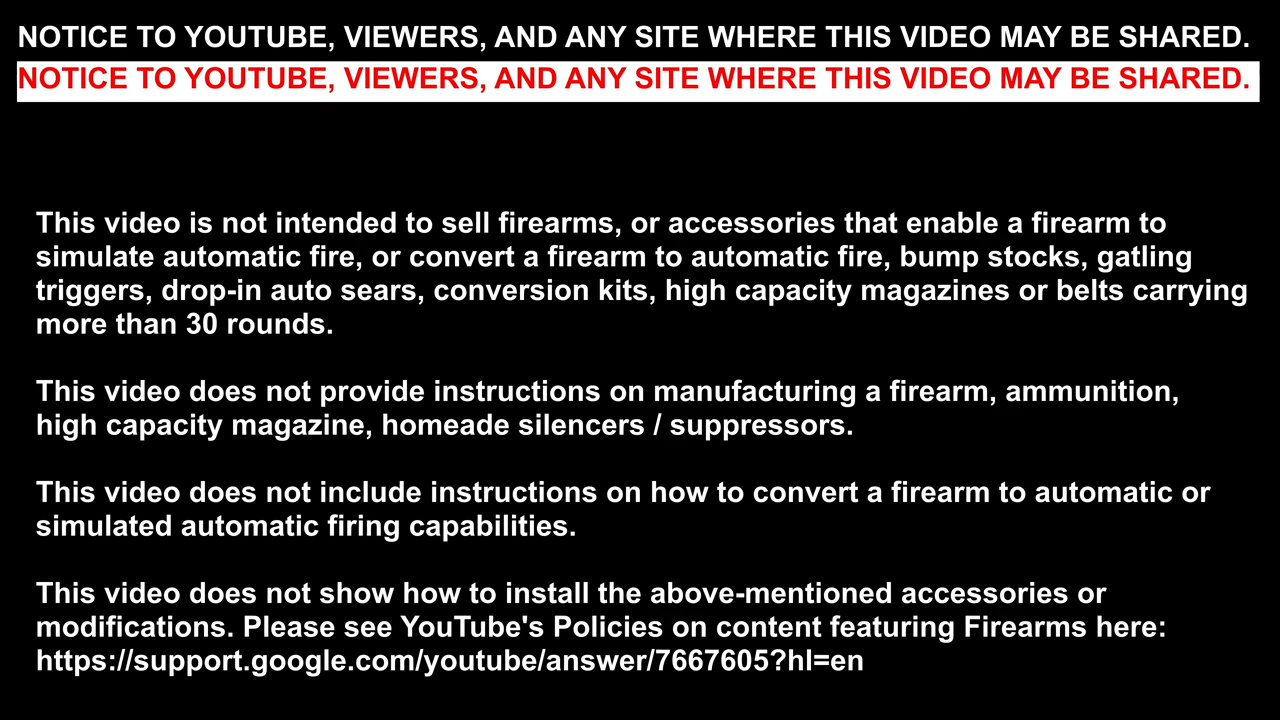 NOTICE TO YOUTUBE, VIEWERS, AND ANY SITE WHERE THIS VIDEO MAY BE SHARED.
NOTICE TO YOUTUBE, VIEWERS, AND ANY SITE WHERE THIS VIDEO MAY BE SHARED.
This video is not intended to sell firearms, or accessories that enable a firearm to
simulate automatic fire, or convert a firearm to automatic fire, bump stocks, gatling
triggers, drop-in auto sears, conversion kits, high capacity magazines or belts carrying
more than 30 rounds.
This video does not provide instructions on manufacturing a firearm, ammunition,
high capacity magazine, homeade silencers / suppressors.
This video does not include instructions on how to convert a firearm to automatic or
simulated automatic firing capabilities.
This video does not show how to install the above-mentioned accessories or
modifications. Please see YouTube's Policies on content featuring Firearms here:
https://support.google.com/youtube/answer/7667605?hl=en